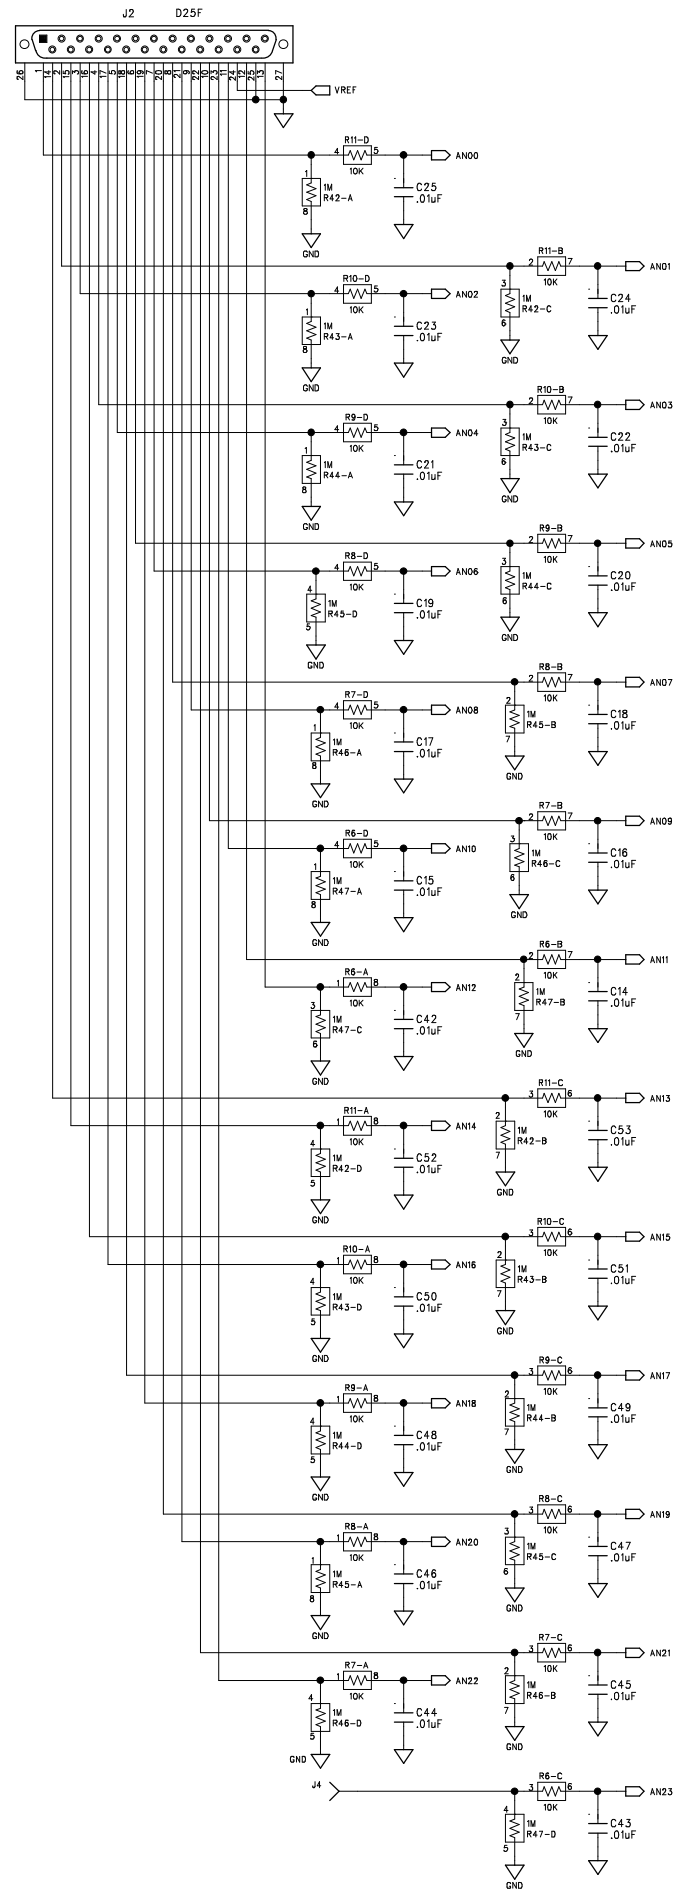 J2 D25F
26 1 14 2 15 3 16 4 17 5 18 6 19 7 20 8 21 9 22 10 23 11 24 12 25 13 27
VREF
R11-D
4 5 AN00
10K
1 1M C25
R42-A .01uF
8
GND
R11-B
2 7 AN01
10K
3 1M C24
R42-C .01uF
6
GND
R10-D
4 5 AN02
10K
1 1M C23
R43-A .01uF
8
GND
R10-B
2 7 AN03
10K
3 1M C22
R43-C .01uF
6
GND
R9-D
4 5 AN04
10K
1 1M C21
R44-A .01uF
8
GND
R9-B
2 7 AN05
10K
3 1M C20
R44-C .01uF
6
GND
R8-D
4 5 AN06
10K
4 1M C19
R45-D .01uF
5
GND
R8-B
2 7 AN07
10K
2 1M C18
R45-B .01uF
7
GND
R7-D
4 5 AN08
10K
1 1M C17
R46-A .01uF
8
GND
R7-B
2 7 AN09
10K
3 1M C16
R46-C .01uF
6
GND
R6-D
4 5 AN10
10K
1 1M C15
R47-A .01uF
8
GND
R6-B
2 7 AN11
10K
2 1M C14
R47-B .01uF
7
GND
R6-A
1 8 AN12
10K
3 1M C42
R47-C .01uF
6
GND
R11-C
3 6 AN13
10K
2 1M C53
R42-B .01uF
7
GND
R11-A
1 8 AN14
10K
4 1M C52
R42-D .01uF
5
GND
R10-C
3 6 AN15
10K
2 1M C51
R43-B .01uF
7
GND
R10-A
1 8 AN16
10K
4 1M C50
R43-D .01uF
5
GND
R9-C
3 6 AN17
10K
2 1M C49
R44-B .01uF
7
GND
R9-A
1 8 AN18
10K
4 1M C48
R44-D .01uF
5
GND
R8-C
3 6 AN19
10K
3 1M C47
R45-C .01uF
6
GND
R8-A
1 8 AN20
10K
1 1M C46
R45-A .01uF
8
GND
R7-C
3 6 AN21
10K
2 1M C45
R46-B .01uF
7
GND
R7-A
1 8 AN22
10K
4 1M C44
R46-D .01uF
5
GND
J4
R6-C
3 6 AN23
10K
4 1M C43
R47-D .01uF
5
GND